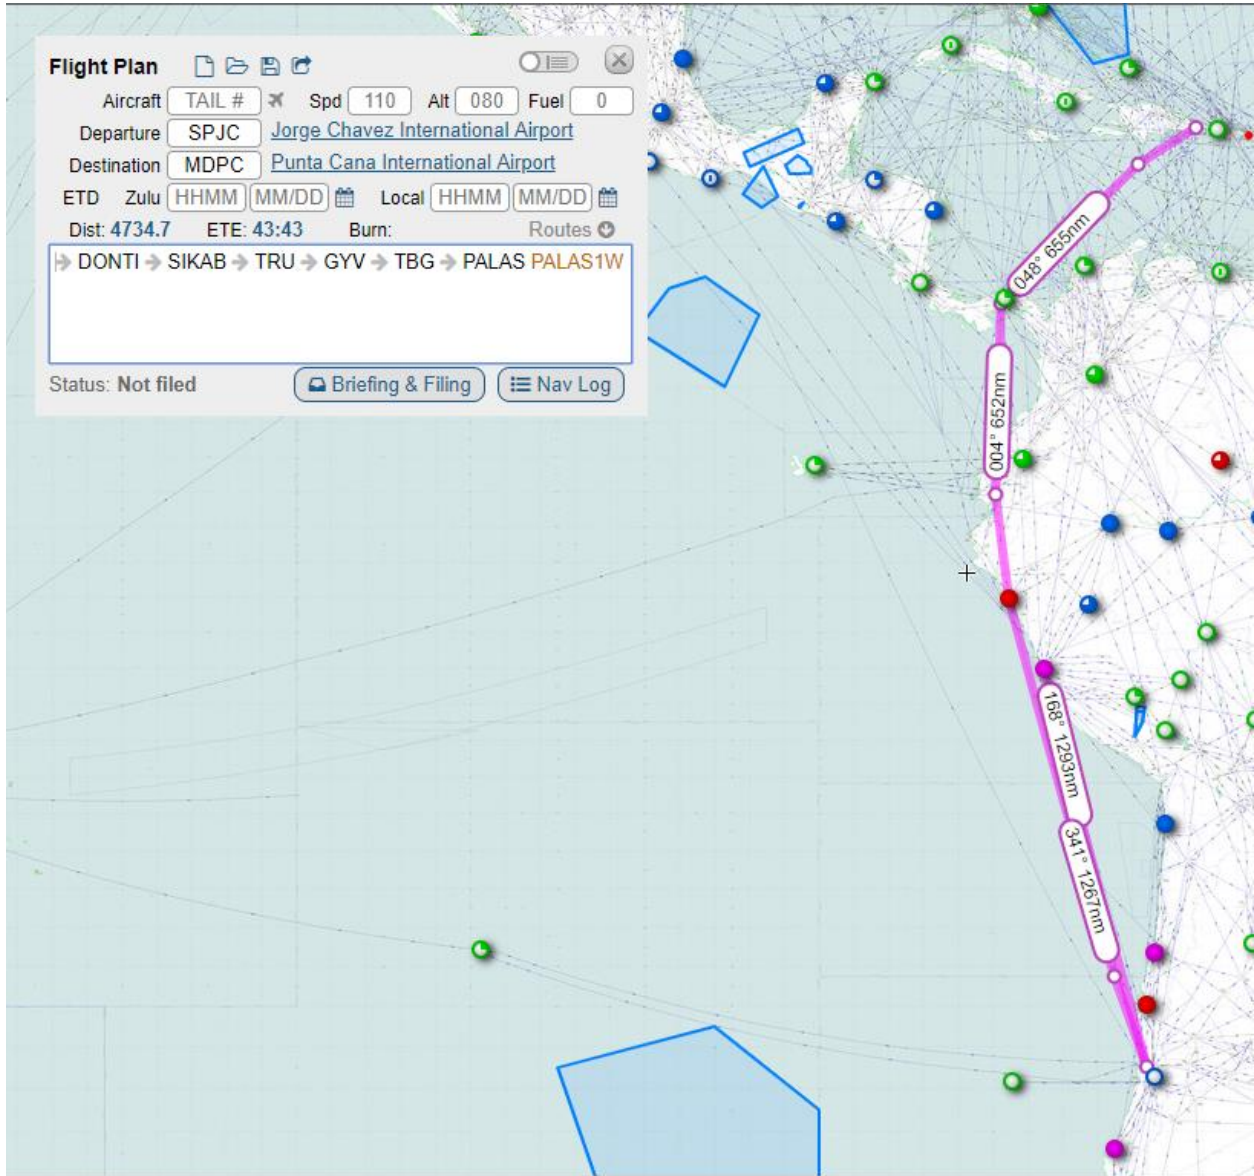 Flight Plan
Aircraft TAIL # Spd 110 Alt 080 Fuel 0
Departure SPJC Jorge Chavez International Airport
Destination MDPC Punta Cana International Airport
ETD Zulu HHMM MM/DD Local HHMM MM/DD
Dist: 4734.7 ETE: 43:43 Burn: Routes
DONTI → SIKAB → TRU → GYV → TBG → PALAS PALAS1W
Status: Not filed Briefing & Filing Nav Log
048° 655nm
004° 652nm
168° 1293nm
341° 1267nm